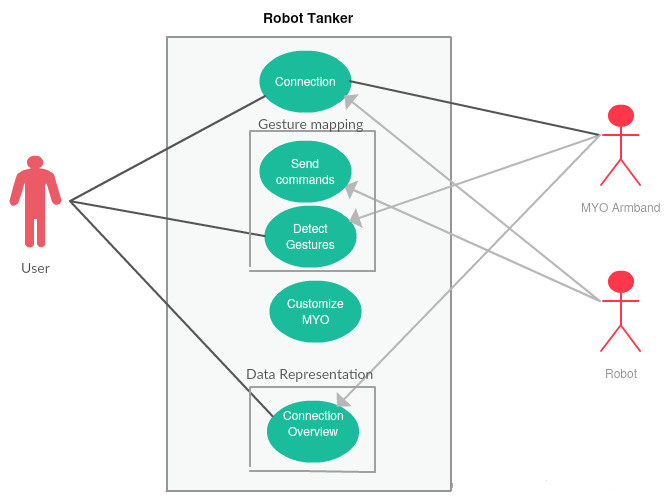 Robot Tanker
Connection
Gesture mapping
Send
commands
Detect
Gestures
Customize
MYO
Data Representation
Connection
Overview
User
MYO Armband
Robot